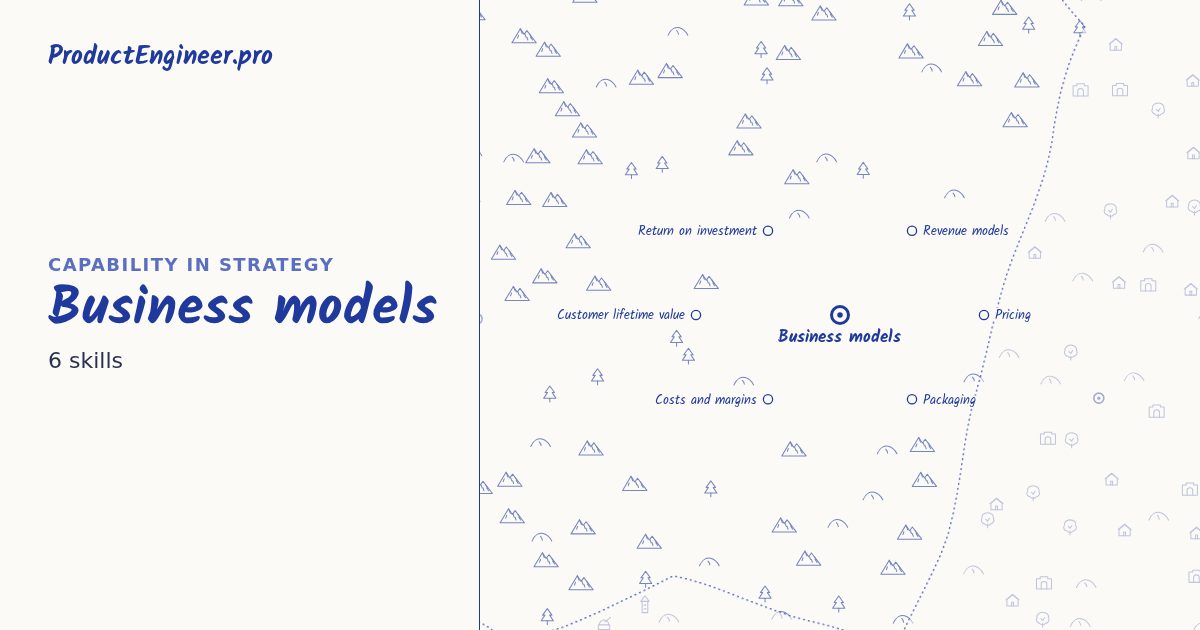 ProductEngineer.pro
CAPABILITY IN STRATEGY
Business models
6 skills
Return on investment
Revenue models
Customer lifetime value
Pricing
Business models
Costs and margins
Packaging